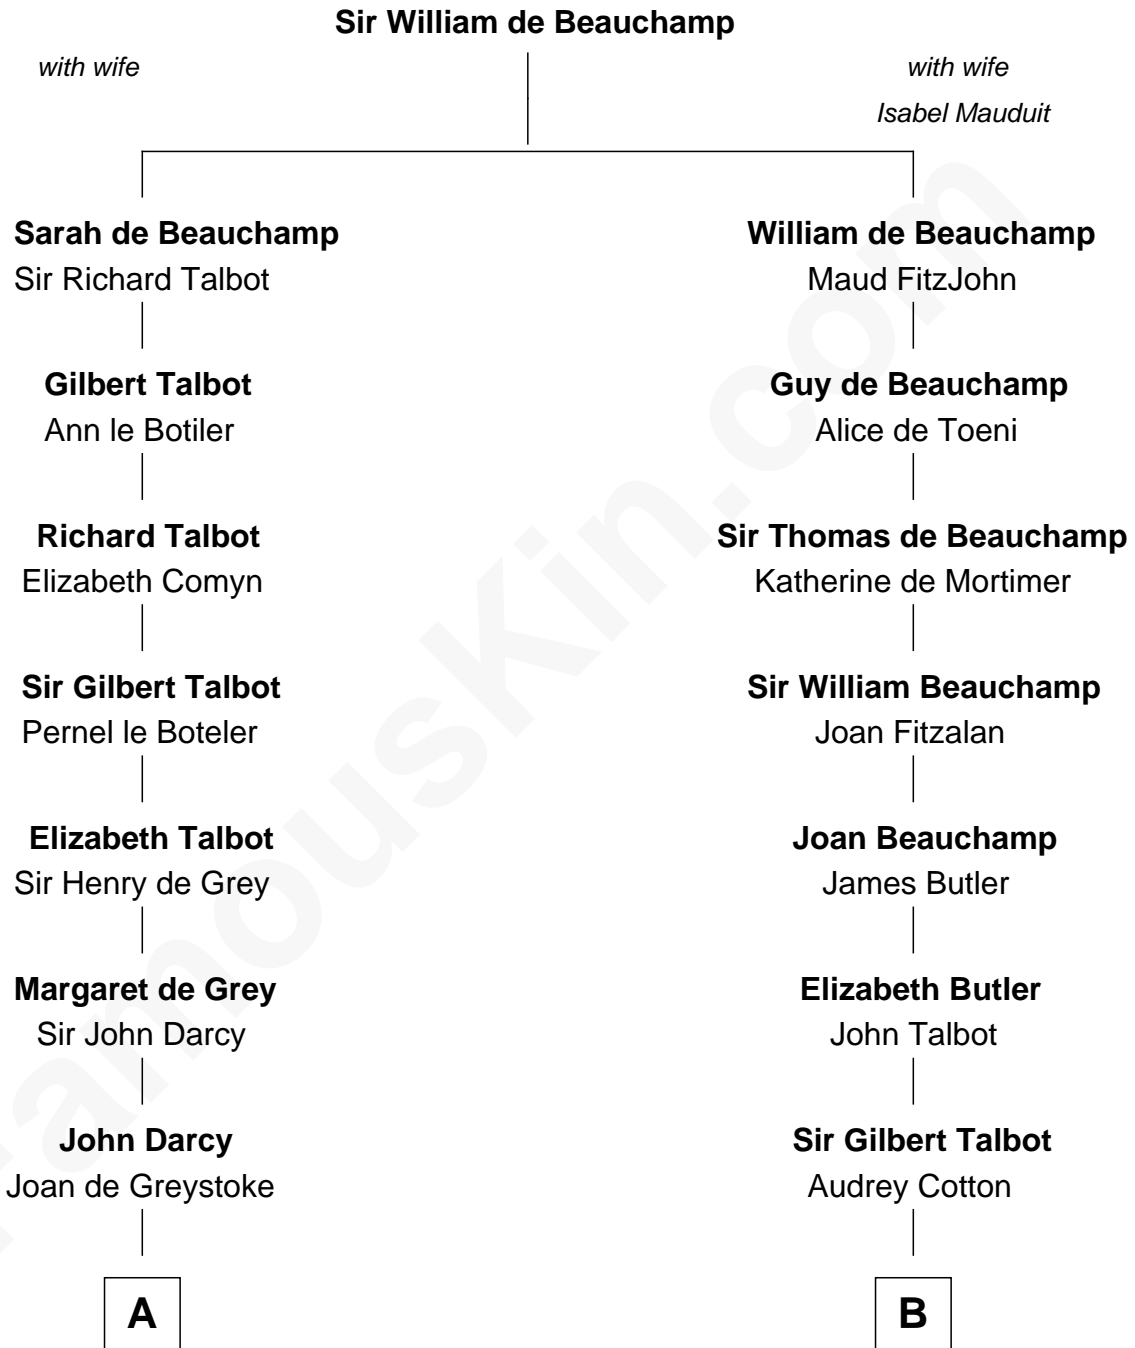 Sir William de Beauchamp
with wife
with wife
Isabel Mauduit
Sarah de Beauchamp
Sir Richard Talbot
William de Beauchamp
Maud FitzJohn
Gilbert Talbot
Ann le Botiler
Guy de Beauchamp
Alice de Toeni
Richard Talbot
Elizabeth Comyn
Sir Thomas de Beauchamp
Katherine de Mortimer
Sir Gilbert Talbot
Pernel le Boteler
Sir William Beauchamp
Joan Fitzalan
Elizabeth Talbot
Sir Henry de Grey
Joan Beauchamp
James Butler
Margaret de Grey
Sir John Darcy
Elizabeth Butler
John Talbot
John Darcy
Joan de Greystoke
Sir Gilbert Talbot
Audrey Cotton
A
B
FamousKin.com